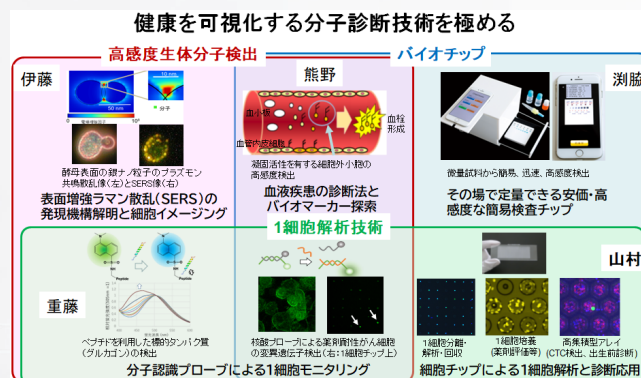 健康を可視化する分子診断技術を極める
高感度生体分子検出
バイオチップ
伊藤
10 nm
50 nm
分子
酵母表面の銀ナノ粒子のプラズモン
共鳴散乱像(左)とSERS像(右)
表面増強ラマン散乱(SERS)の
発現機構解明と細胞イメージング
熊野
血小板
血管内皮細胞
血栓
形成
凝固活性を有する細胞外小胞の
高感度検出
血液疾患の診断法と
バイオマーカー探索
渕脇
微量試料から簡易、迅速、高感度検出
その場で定量できる安価・高
感度な簡易検査チップ
1細胞解析技術
重藤
Peptide
Peptide
ペプチドを利用した標的タンパク質
(グルカゴン)の検出
核酸プローブによる薬剤耐性がん細胞
の変異遺伝子検出(右:1細胞チップ上)
分子認識プローブによる1細胞モニタリング
山村
1細胞分離・
解析・回収
1細胞培養
(薬剤評価等)
高集積型アレイ
(CTC検出、出生前診断)
細胞チップによる1細胞解析と診断応用